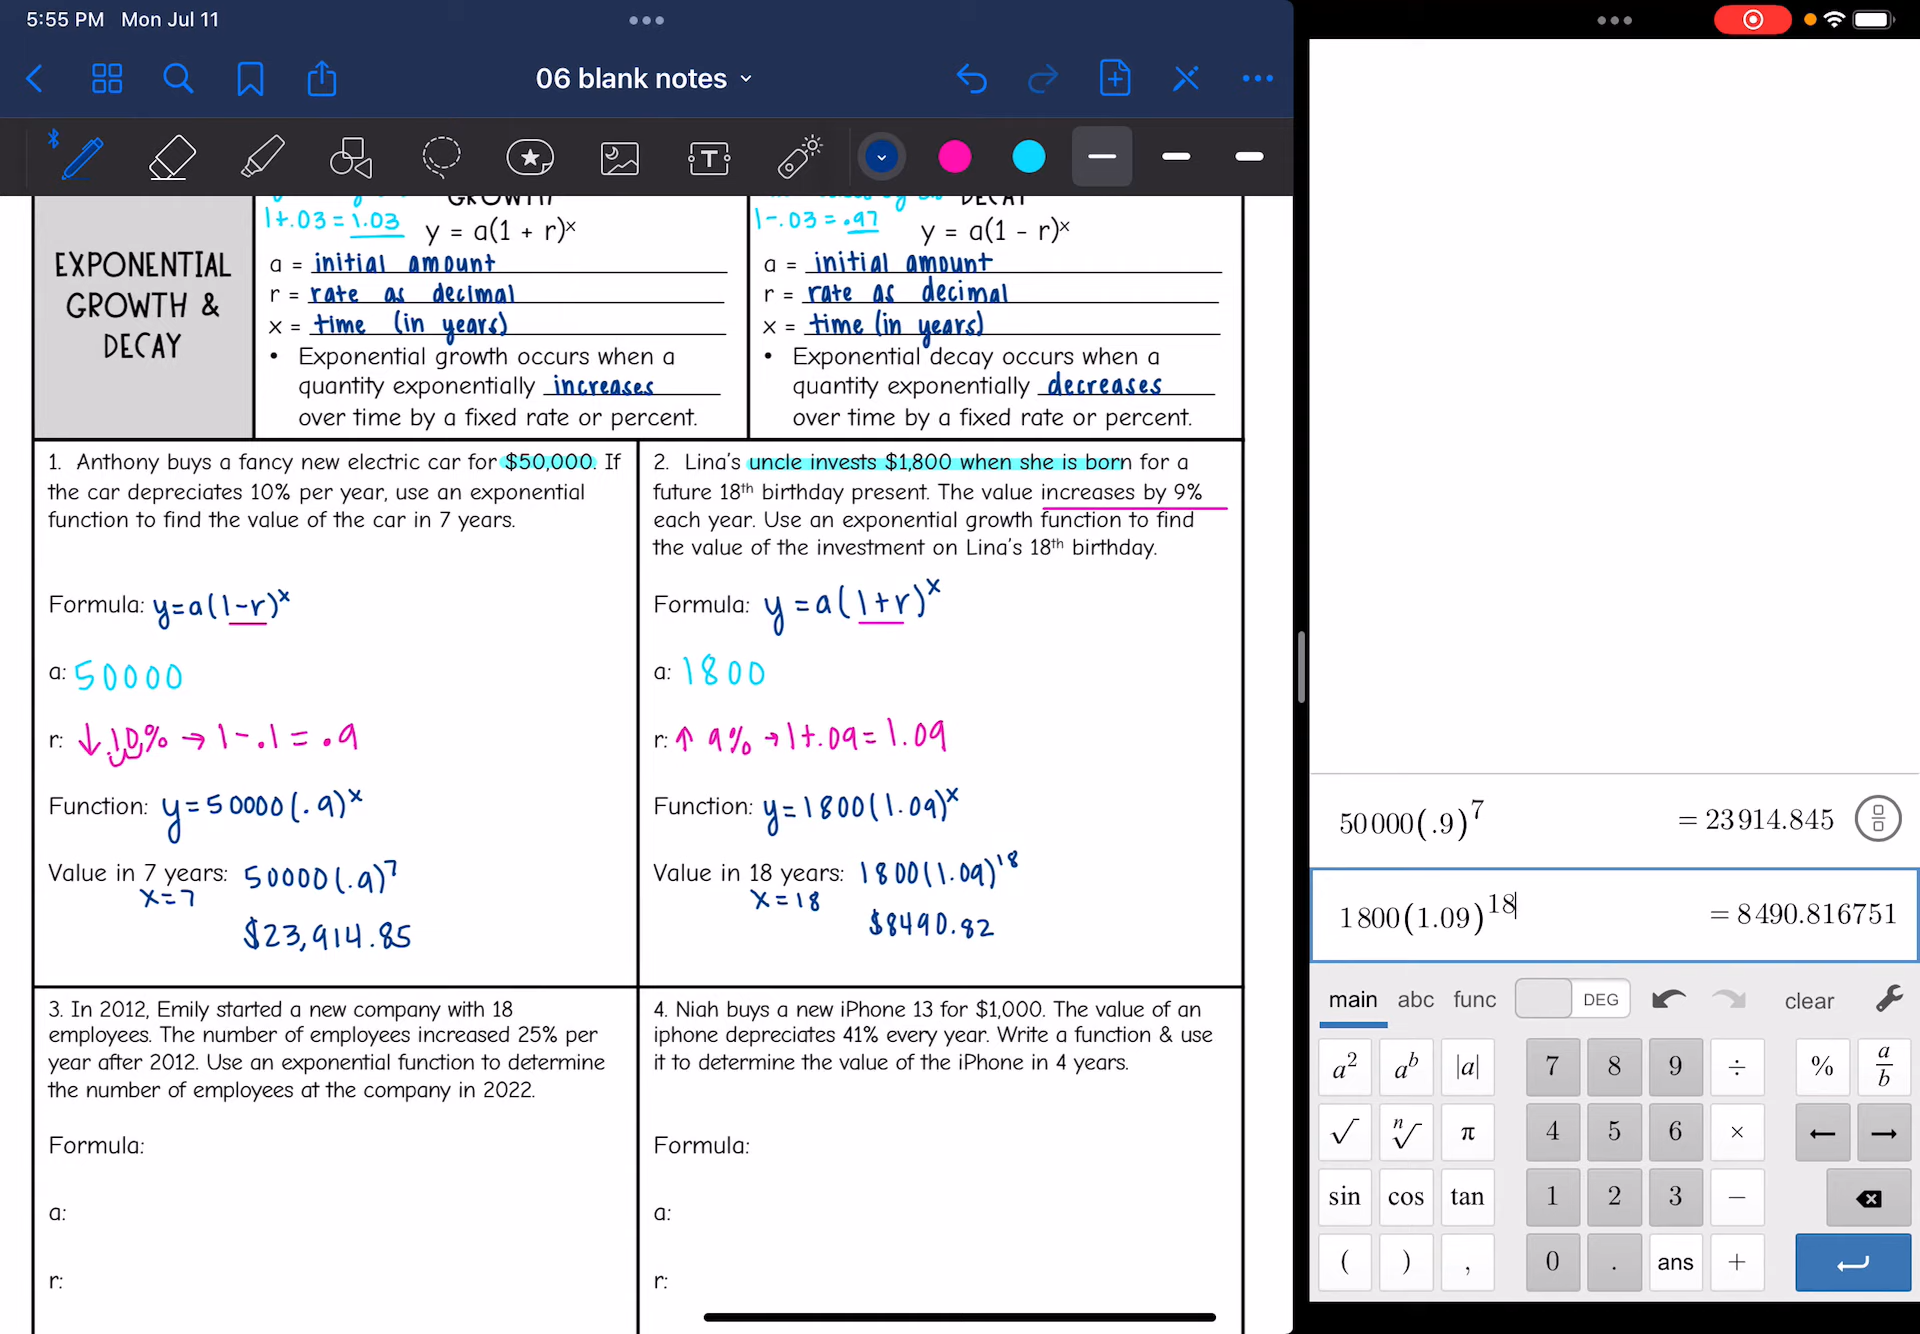 5:55 PM Mon Jul 11
06 blank notes
1+.03 = 1.03
y = a(1 + r)ˣ
1-.03 = .97
y = a(1 - r)ˣ
EXPONENTIAL
GROWTH &
DECAY
a = initial amount
r = rate as decimal
x = time (in years)
• Exponential growth occurs when a
quantity exponentially increases
over time by a fixed rate or percent.
a = initial amount
r = rate as decimal
x = time (in years)
• Exponential decay occurs when a
quantity exponentially decreases
over time by a fixed rate or percent.
1. Anthony buys a fancy new electric car for $50,000. If
the car depreciates 10% per year, use an exponential
function to find the value of the car in 7 years.
Formula: y=a(1-r)ˣ
a: 50000
r: ↓ 10% → 1-.1 = .9
Function: y=50000(.9)ˣ
Value in 7 years: 50000(.9)⁷
x=7
$23,914.85
2. Lina's uncle invests $1,800 when she is born for a
future 18ᵗʰ birthday present. The value increases by 9%
each year. Use an exponential growth function to find
the value of the investment on Lina's 18ᵗʰ birthday.
Formula: y=a(1+r)ˣ
a: 1800
r: ↑ 9% → 1+.09 = 1.09
Function: y=1800(1.09)ˣ
Value in 18 years: 1800(1.09)¹⁸
x=18
$8490.82
3. In 2012, Emily started a new company with 18
employees. The number of employees increased 25% per
year after 2012. Use an exponential function to determine
the number of employees at the company in 2022.
Formula:
a:
r:
4. Niah buys a new iPhone 13 for $1,000. The value of an
iphone depreciates 41% every year. Write a function & use
it to determine the value of the iPhone in 4 years.
Formula:
a:
r:
50000(.9)⁷ = 23914.845
1800(1.09)¹⁸ = 8490.816751
main abc func DEG clear
a² aᵇ |a| 7 8 9 ÷ % a/b
√ ⁿ√ π 4 5 6 × ← →
sin cos tan 1 2 3 −
( ) , 0 . ans +